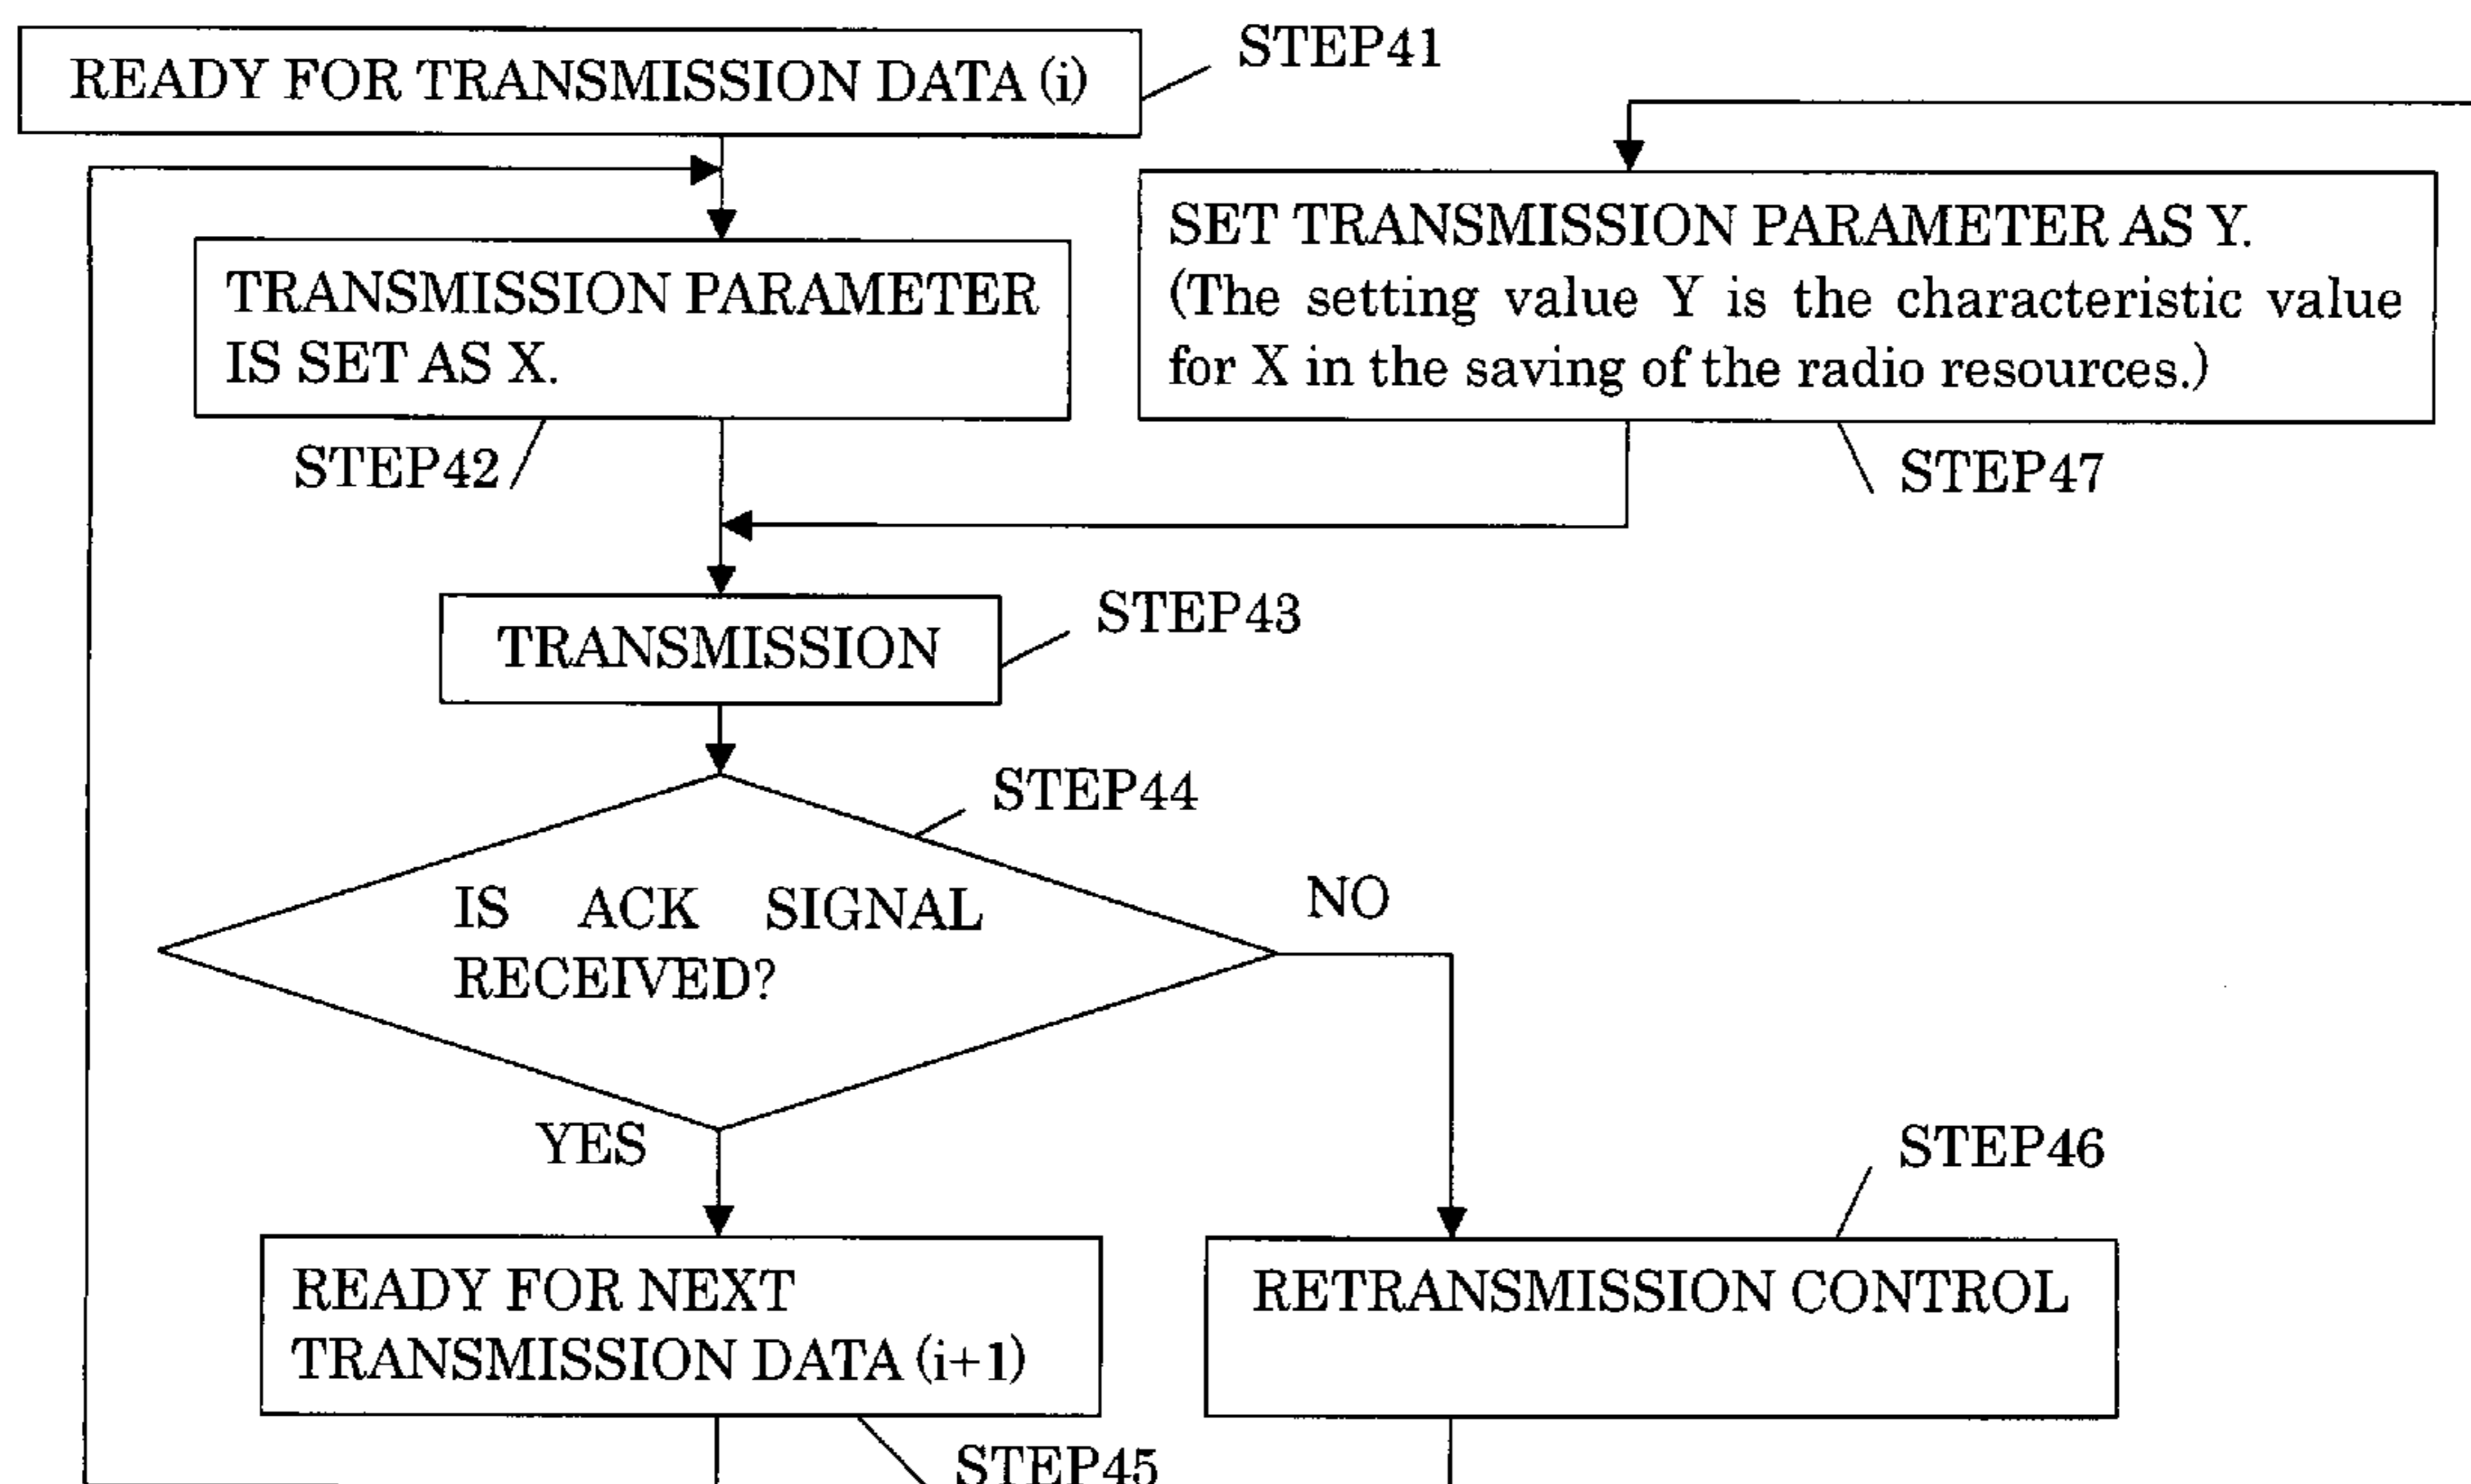 READY FOR TRANSMISSION DATA (i)
STEP41
TRANSMISSION PARAMETER
IS SET AS X.
STEP42
SET TRANSMISSION PARAMETER AS Y.
(The setting value Y is the characteristic value
for X in the saving of the radio resources.)
STEP47
TRANSMISSION
STEP43
STEP44
IS ACK SIGNAL
RECEIVED?
NO
YES
STEP46
READY FOR NEXT
TRANSMISSION DATA (i+1)
RETRANSMISSION CONTROL
STEP45